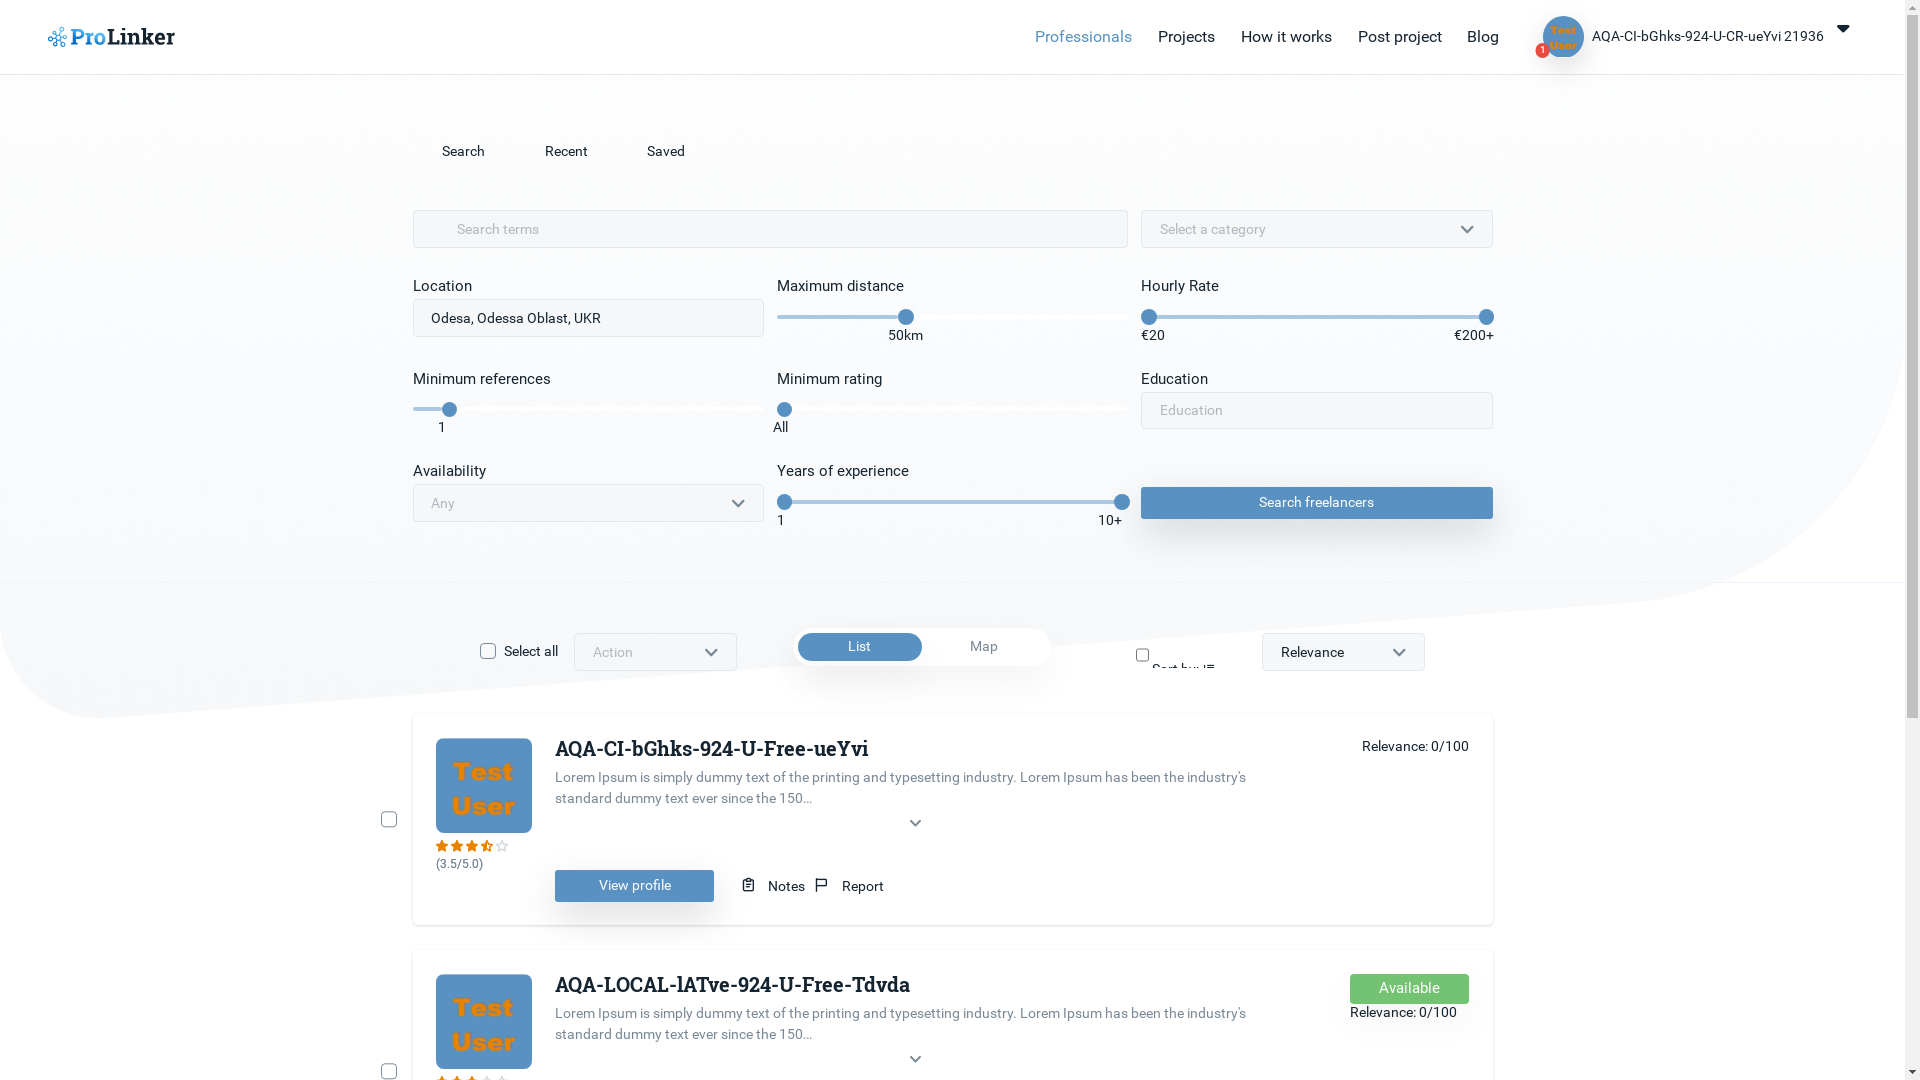 ProLinker
Professionals
Projects
How it works
Post project
Blog
Test
User
1
AQA-CI-bGhks-924-U-CR-ueYvi 21936
Search
Recent
Saved
Search terms
Select a category
Location
Maximum distance
Hourly Rate
Odesa, Odessa Oblast, UKR
50km
€20
€200+
Minimum references
Minimum rating
Education
1
All
Education
Availability
Years of experience
Any
1
10+
Search freelancers
Select all
Action
List
Map
Sort by:
Relevance
AQA-CI-bGhks-924-U-Free-ueYvi
Relevance: 0/100
Test
User
Lorem Ipsum is simply dummy text of the printing and typesetting industry. Lorem Ipsum has been the industry's
standard dummy text ever since the 150...
(3.5/5.0)
View profile
Notes
Report
AQA-LOCAL-lATve-924-U-Free-Tdvda
Available
Relevance: 0/100
Test
User
Lorem Ipsum is simply dummy text of the printing and typesetting industry. Lorem Ipsum has been the industry's
standard dummy text ever since the 150...